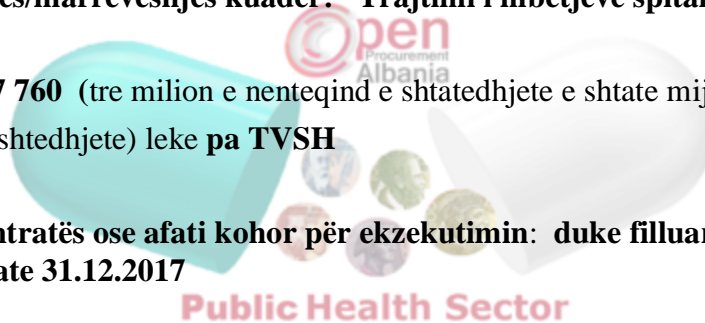 es/marrëveshjes kuadër: Trajtimi i mbetjeve spital
Open
Procurement
Albania
7 760 (tre milion e nenteqind e shtatedhjete e shtate mij
shtedhjete) leke pa TVSH
ntratës ose afati kohor për ekzekutimin: duke filluar
ate 31.12.2017
Public Health Sector